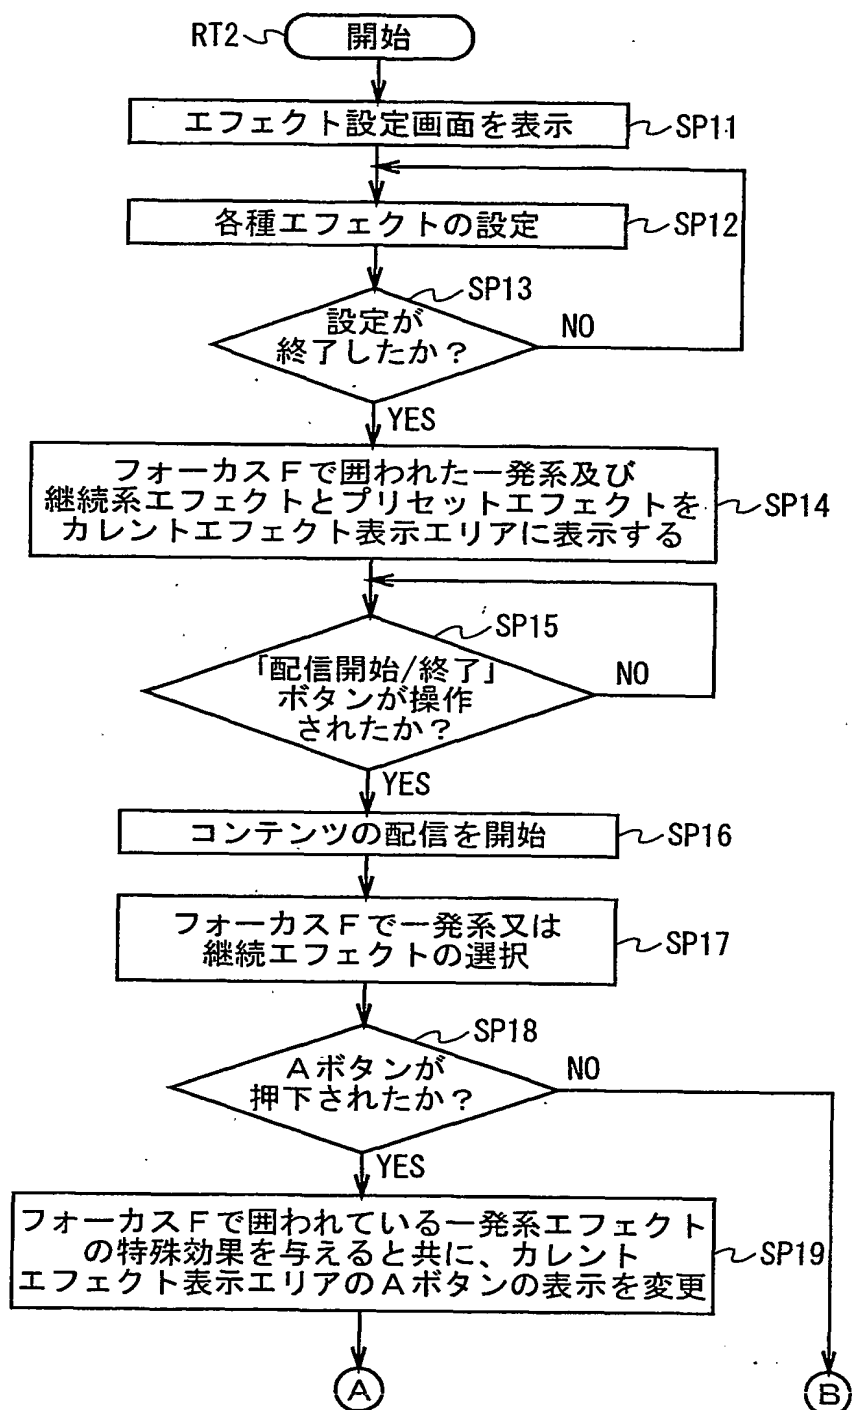 RT2
開始
エフェクト設定画面を表示
SP11
各種エフェクトの設定
SP12
SP13
設定が
終了したか？
NO
YES
フォーカスＦで囲われた一発系及び
継続系エフェクトとプリセットエフェクトを
カレントエフェクト表示エリアに表示する
SP14
SP15
「配信開始/終了」
ボタンが操作
されたか？
NO
YES
コンテンツの配信を開始
SP16
フォーカスＦで一発系又は
継続エフェクトの選択
SP17
SP18
Ａボタンが
押下されたか？
NO
YES
フォーカスＦで囲われている一発系エフェクト
の特殊効果を与えると共に、カレント
エフェクト表示エリアのＡボタンの表示を変更
SP19
A
B